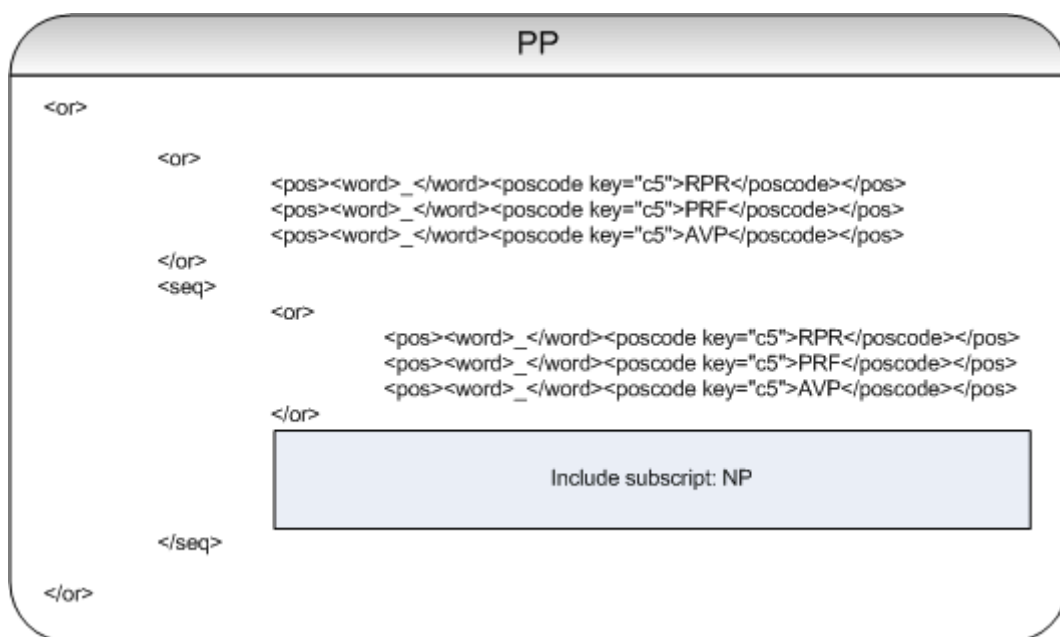 PP
<or>
<or>
<pos><word>_</word><poscode key="c5">RPR</poscode></pos>
<pos><word>_</word><poscode key="c5">PRF</poscode></pos>
<pos><word>_</word><poscode key="c5">AVP</poscode></pos>
</or>
<seq>
<or>
<pos><word>_</word><poscode key="c5">RPR</poscode></pos>
<pos><word>_</word><poscode key="c5">PRF</poscode></pos>
<pos><word>_</word><poscode key="c5">AVP</poscode></pos>
</or>
Include subscript: NP
</seq>
</or>